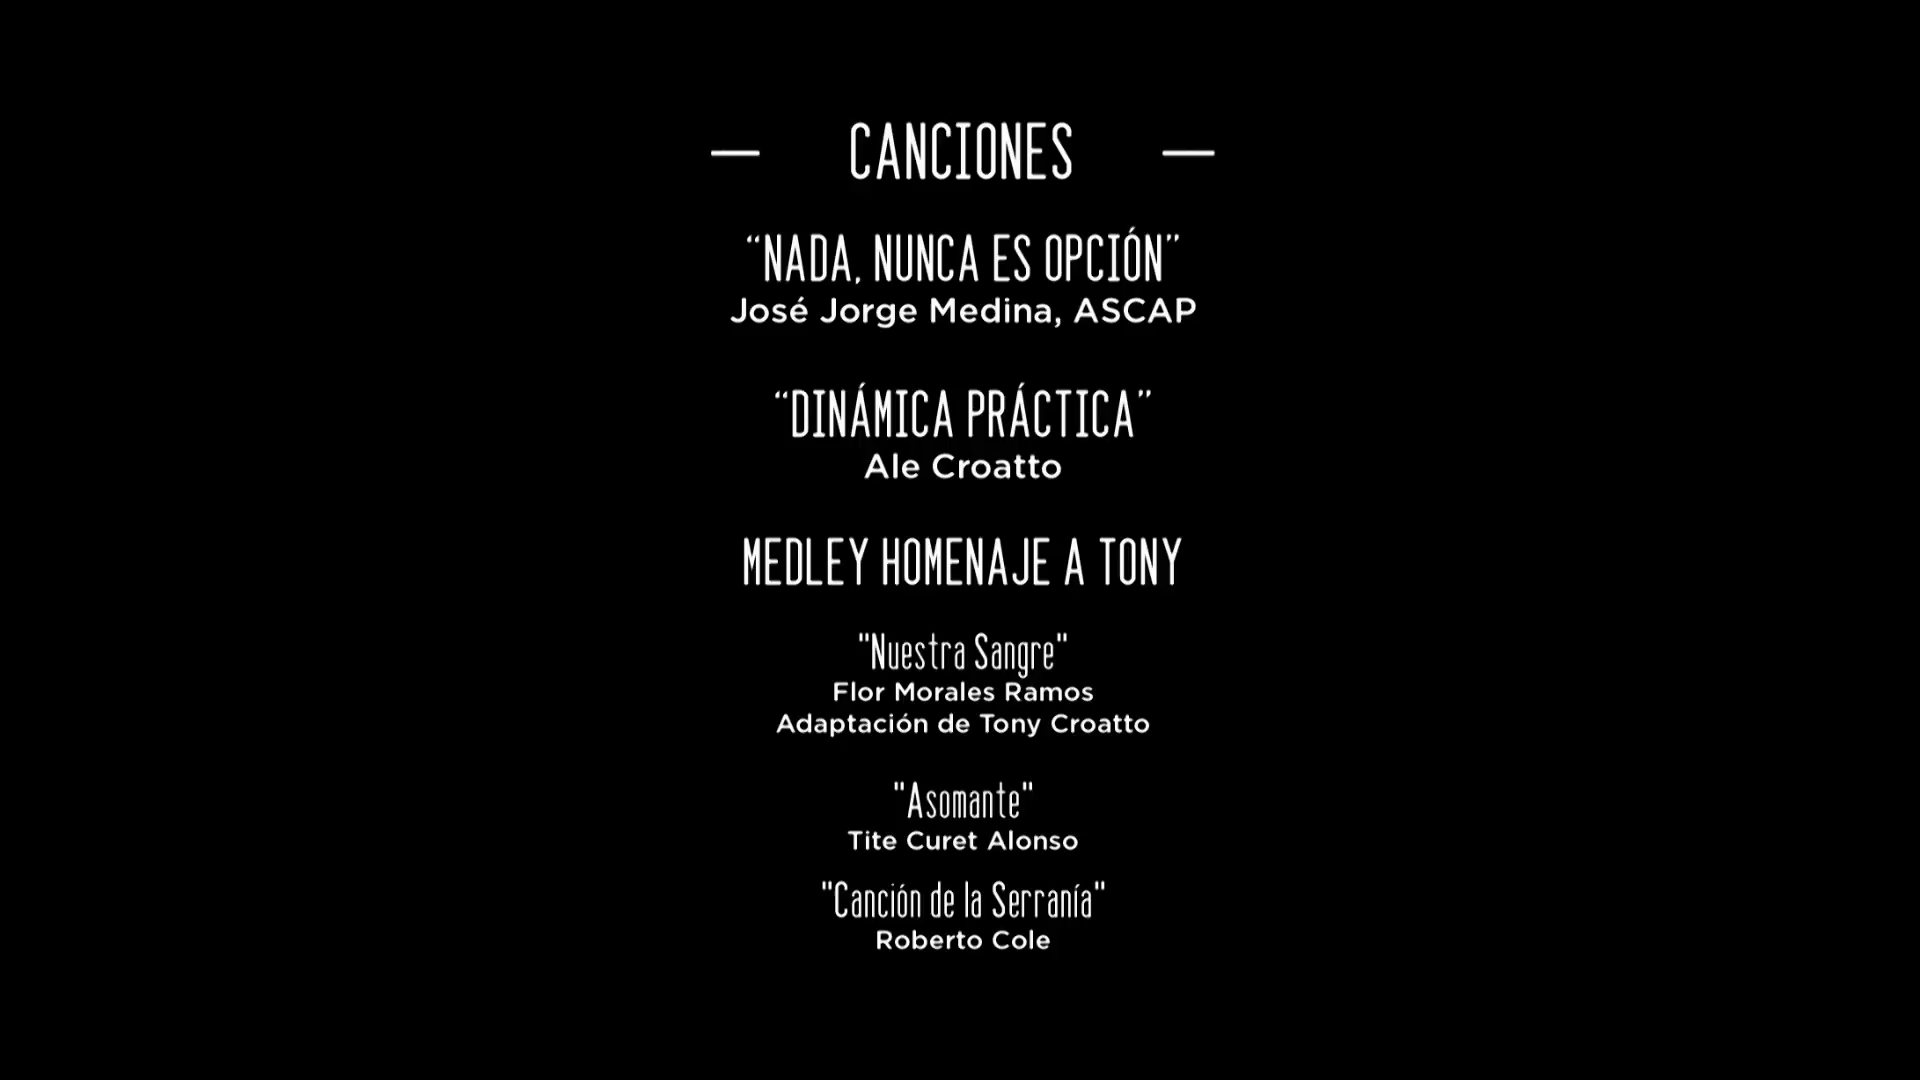 — CANCIONES —
“NADA, NUNCA ES OPCIÓN”
José Jorge Medina, ASCAP
“DINÁMICA PRÁCTICA”
Ale Croatto
MEDLEY HOMENAJE A TONY
"Nuestra Sangre"
Flor Morales Ramos
Adaptación de Tony Croatto
"Asomante"
Tite Curet Alonso
"Canción de la Serranía"
Roberto Cole